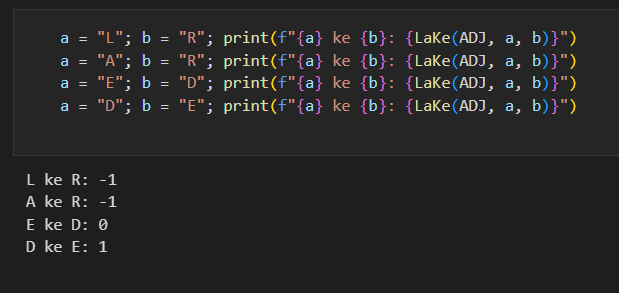 a = "L"; b = "R"; print(f"{a} ke {b}: {LaKe(ADJ, a, b)}")
a = "A"; b = "R"; print(f"{a} ke {b}: {LaKe(ADJ, a, b)}")
a = "E"; b = "D"; print(f"{a} ke {b}: {LaKe(ADJ, a, b)}")
a = "D"; b = "E"; print(f"{a} ke {b}: {LaKe(ADJ, a, b)}")
L ke R: -1
A ke R: -1
E ke D: 0
D ke E: 1